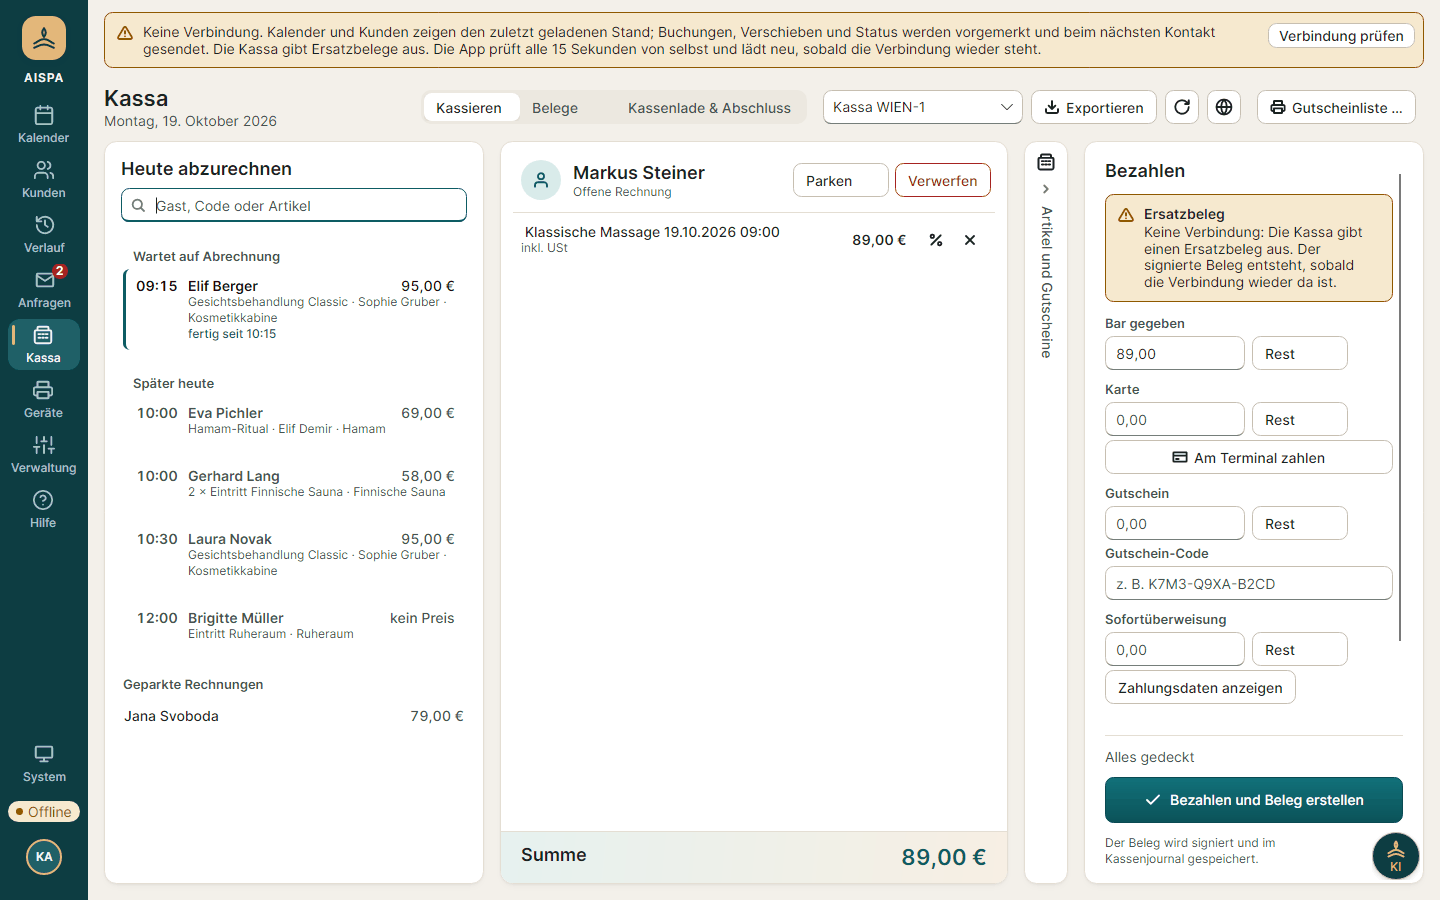 AISPA
Kalender
Kunden
Verlauf
2
Anfragen
Kassa
Geräte
Verwaltung
Hilfe
System
Offline
KA
Keine Verbindung. Kalender und Kunden zeigen den zuletzt geladenen Stand; Buchungen, Verschieben und Status werden vorgemerkt und beim nächsten Kontakt
gesendet. Die Kassa gibt Ersatzbelege aus. Die App prüft alle 15 Sekunden von selbst und lädt neu, sobald die Verbindung wieder steht.
Verbindung prüfen
Kassa
Montag, 19. Oktober 2026
Kassieren
Belege
Kassenlade & Abschluss
Kassa WIEN-1
Exportieren
Gutscheinliste ...
Heute abzurechnen
Gast, Code oder Artikel
Wartet auf Abrechnung
09:15 Elif Berger 95,00 €
Gesichtsbehandlung Classic · Sophie Gruber ·
Kosmetikkabine
fertig seit 10:15
Später heute
10:00 Eva Pichler 69,00 €
Hamam-Ritual · Elif Demir · Hamam
10:00 Gerhard Lang 58,00 €
2 × Eintritt Finnische Sauna · Finnische Sauna
10:30 Laura Novak 95,00 €
Gesichtsbehandlung Classic · Sophie Gruber ·
Kosmetikkabine
12:00 Brigitte Müller kein Preis
Eintritt Ruheraum · Ruheraum
Geparkte Rechnungen
Jana Svoboda 79,00 €
Markus Steiner
Offene Rechnung
Parken
Verwerfen
Klassische Massage 19.10.2026 09:00
inkl. USt
89,00 €
Summe 89,00 €
Artikel und Gutscheine
Bezahlen
Ersatzbeleg
Keine Verbindung: Die Kassa gibt
einen Ersatzbeleg aus. Der
signierte Beleg entsteht, sobald
die Verbindung wieder da ist.
Bar gegeben
89,00 Rest
Karte
0,00 Rest
Am Terminal zahlen
Gutschein
0,00 Rest
Gutschein-Code
z. B. K7M3-Q9XA-B2CD
Sofortüberweisung
0,00 Rest
Zahlungsdaten anzeigen
Alles gedeckt
Bezahlen und Beleg erstellen
Der Beleg wird signiert und im
Kassenjournal gespeichert.
KI